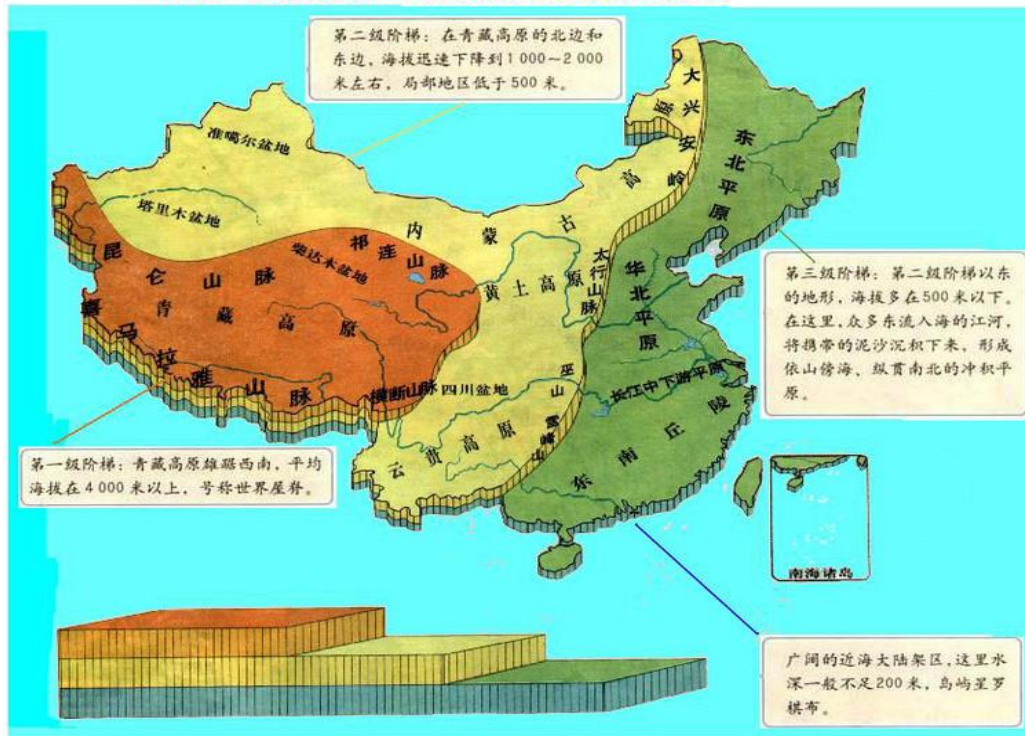 第二级阶梯：在青藏高原的北边和
东边，海拔迅速下降到1000～2000
米左右，局部地区低于500米。
大兴安岭
东北平原
准噶尔盆地
塔里木盆地
内蒙古高原
昆仑山脉
祁连山脉
柴达木盆地
青藏高原
喜马拉雅山脉
黄土高原
太行山脉
华北平原
第三级阶梯：第二级阶梯以东
的地形，海拔多在500米以下。
在这里，众多东流入海的江河，
将携带的泥沙沉积下来，形成
依山傍海、纵贯南北的冲积平
原。
横断山脉
四川盆地
巫山
长江中下游平原
雪峰山
云贵高原
东南丘陵
第一级阶梯：青藏高原雄踞西南，平均
海拔在4000米以上，号称世界屋脊。
南海诸岛
广阔的近海大陆架区，这里水
深一般不足200米，岛屿星罗
棋布。